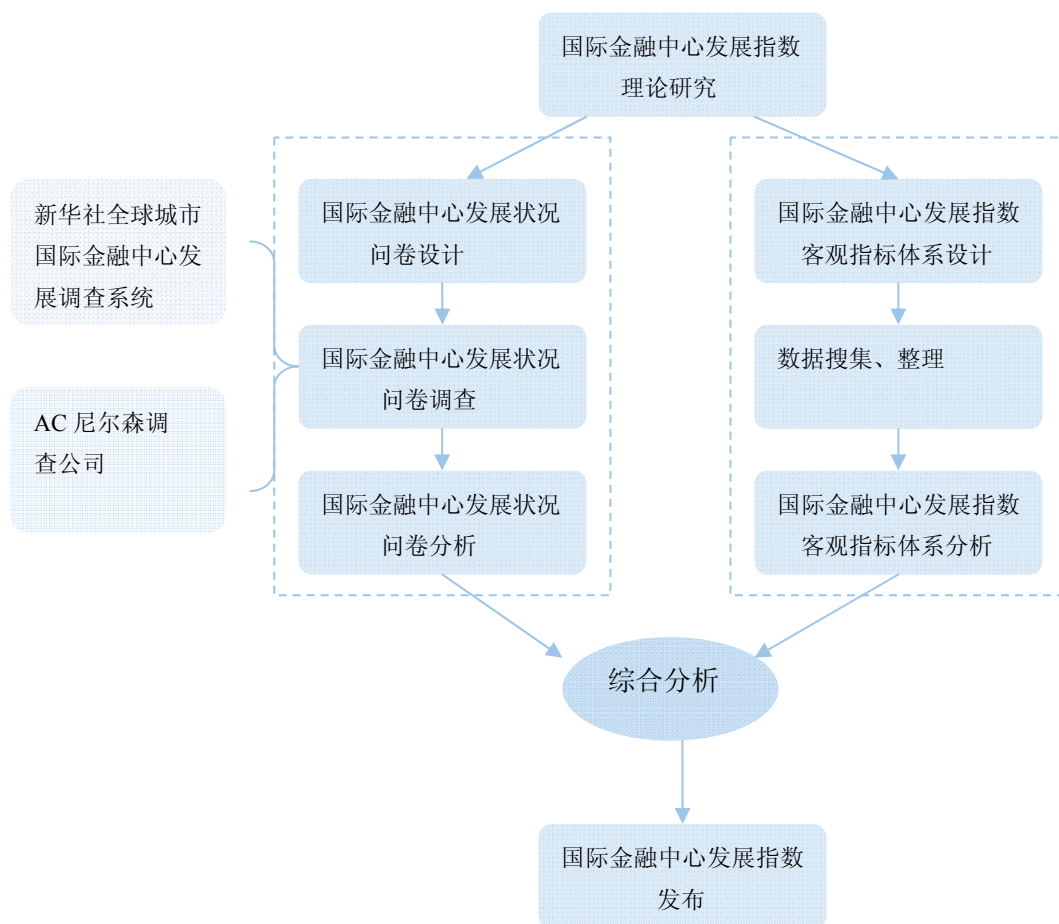 国际金融中心发展指数
理论研究
新华社全球城市
国际金融中心发
展调查系统
AC 尼尔森调
查公司
国际金融中心发展状况
问卷设计
国际金融中心发展状况
问卷调查
国际金融中心发展状况
问卷分析
国际金融中心发展指数
客观指标体系设计
数据搜集、整理
国际金融中心发展指数
客观指标体系分析
综合分析
国际金融中心发展指数
发布